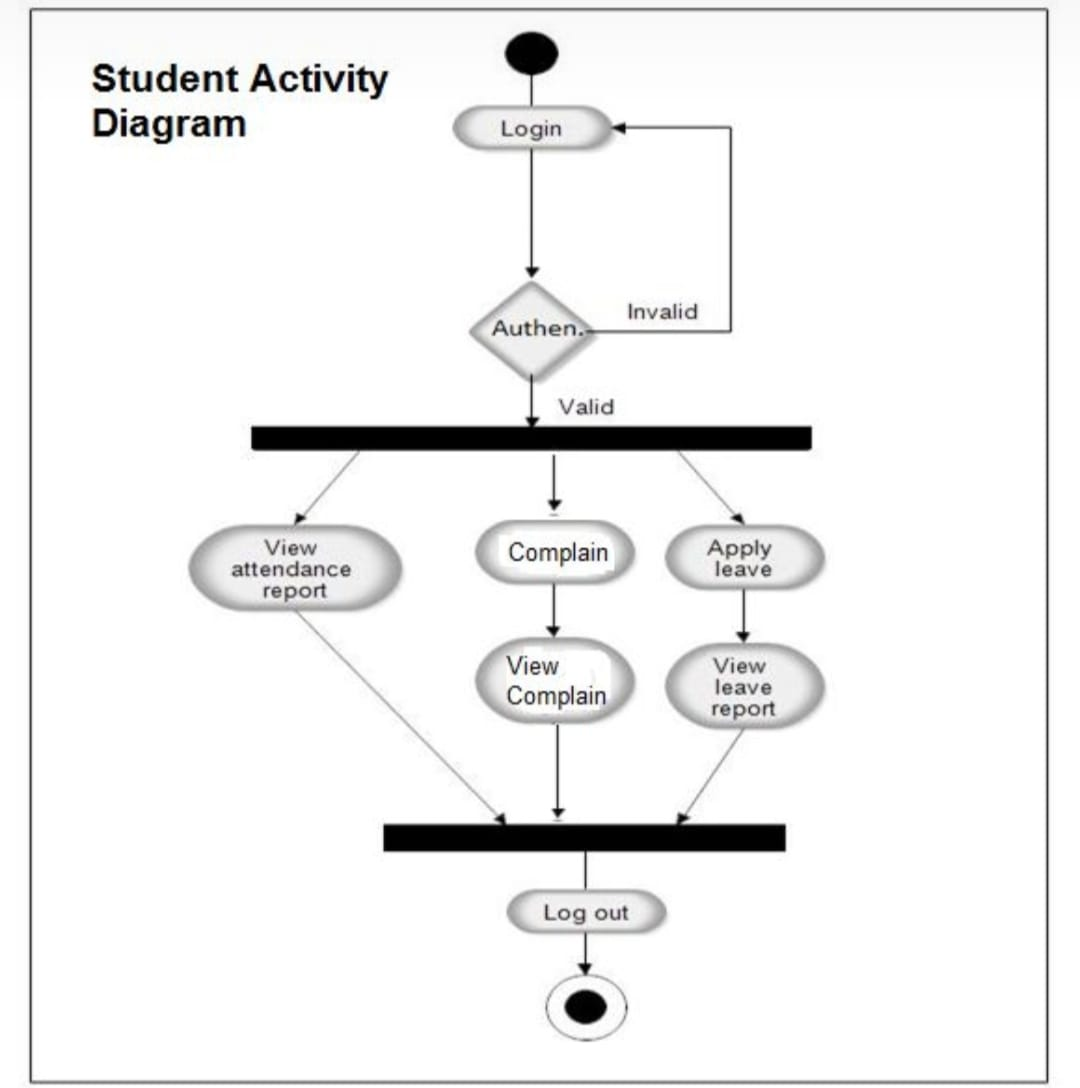 Student Activity
Diagram
Login
Invalid
Authen.
Valid
View
attendance
report
Complain
Apply
leave
View
Complain
View
leave
report
Log out